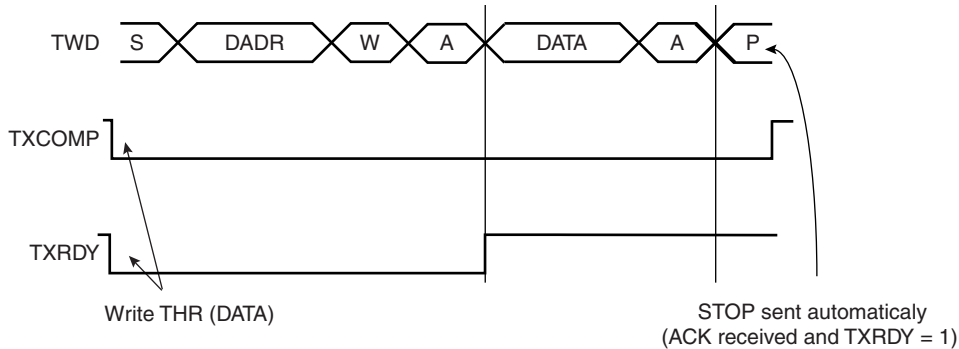 TWD S DADR W A DATA A P
TXCOMP
TXRDY
Write THR (DATA)
STOP sent automaticaly
(ACK received and TXRDY = 1)